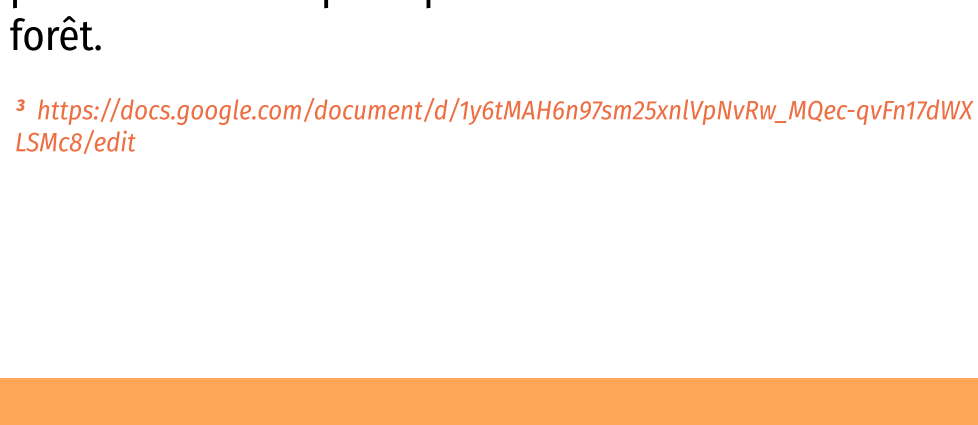 forêt.
³ https://docs.google.com/document/d/1y6tMAH6n97sm25xnlVpNvRw_MQec-qvFn17dWX
LSMc8/edit